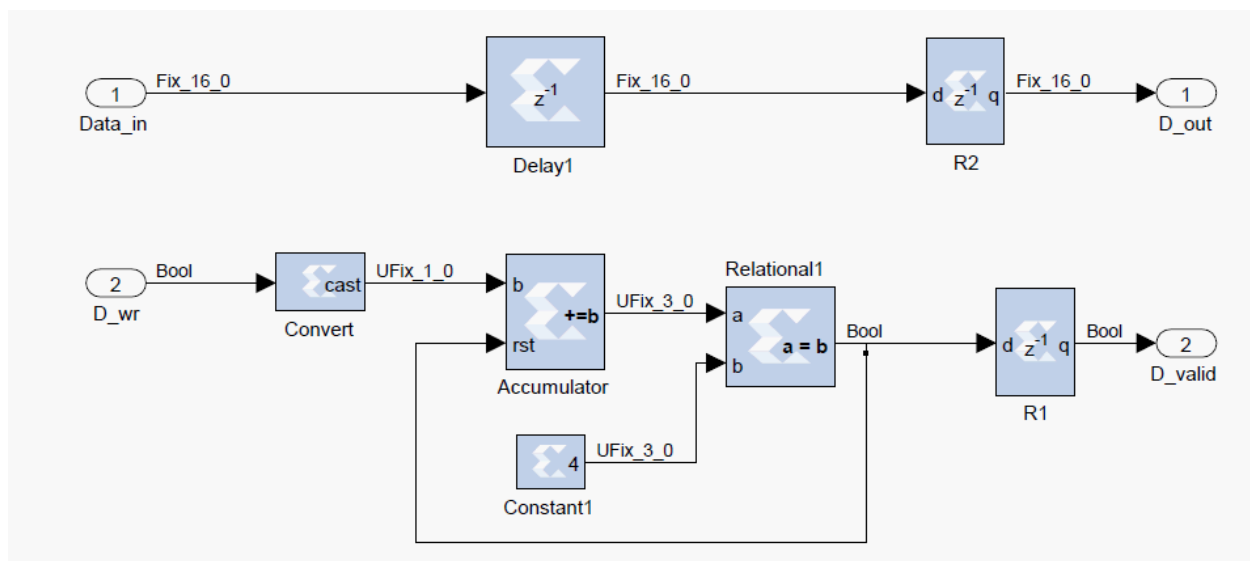 Fix_16_0
Fix_16_0
Fix_16_0
1
z-1
d z-1 q
1
Data_in
D_out
Delay1
R2
Bool
UFix_1_0
Relational1
2
cast
b
UFix_3_0
a
D_wr
Convert
+=b
Bool
Bool
rst
a = b
d z-1 q
2
b
D_valid
Accumulator
R1
UFix_3_0
4
Constant1